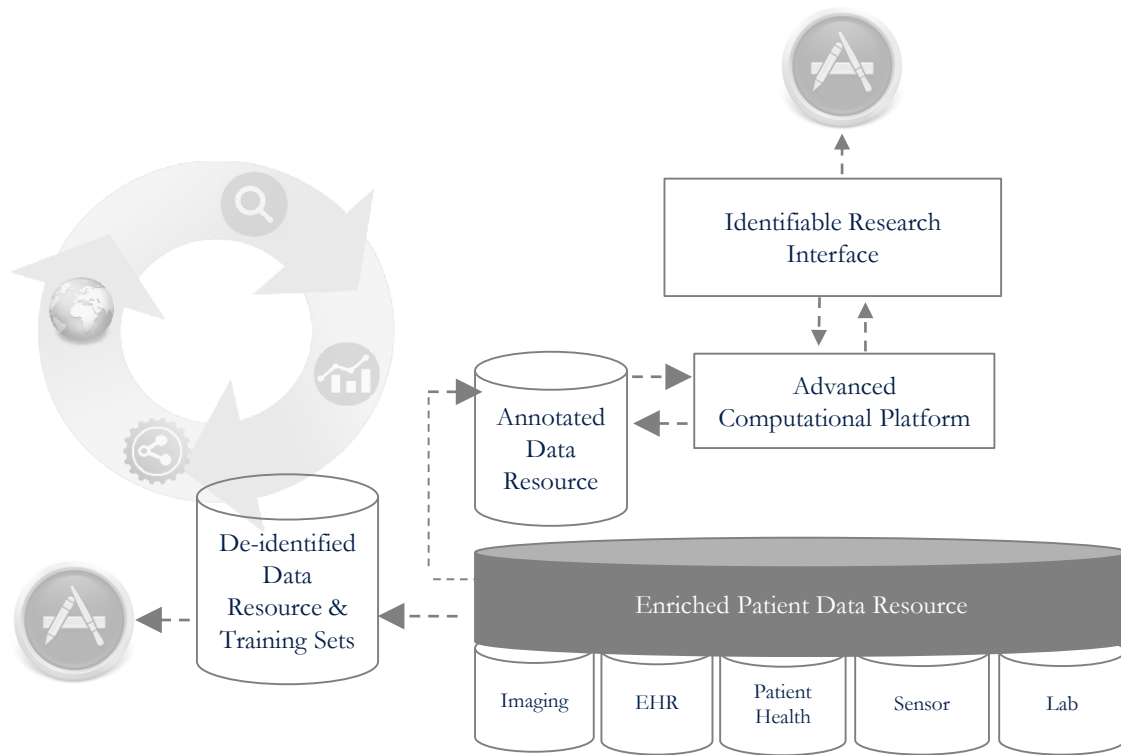 Identifiable Research
Interface
Advanced
Computational Platform
Annotated
Data
Resource
De-identified
Data
Resource &
Training Sets
Enriched Patient Data Resource
Imaging
EHR
Patient
Health
Sensor
Lab